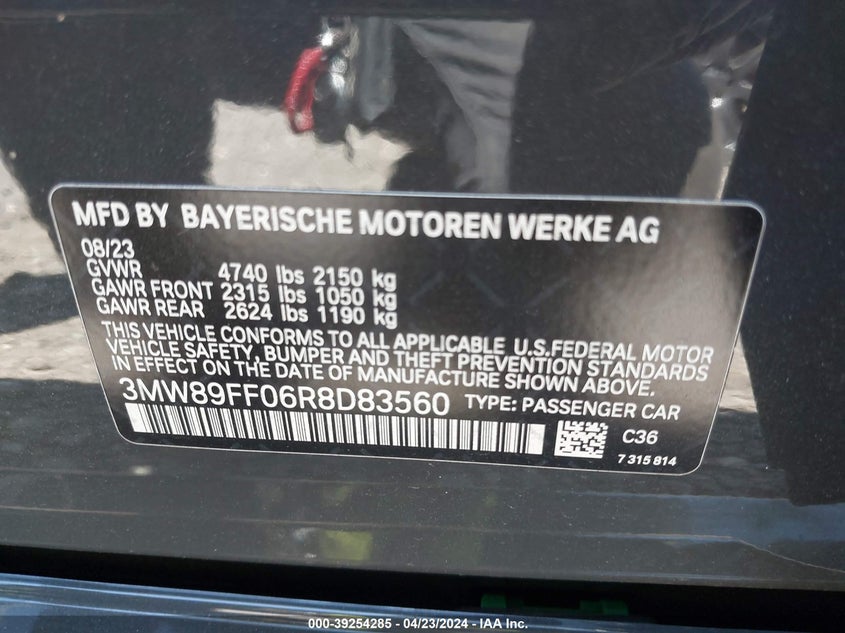 MFD BY BAYERISCHE MOTOREN WERKE AG
08/23
GVWR 4740 lbs 2150 kg
GAWR FRONT 2315 lbs 1050 kg
GAWR REAR 2624 lbs 1190 kg
THIS VEHICLE CONFORMS TO ALL APPLICABLE U.S.FEDERAL MOTOR
VEHICLE SAFETY, BUMPER AND THEFT PREVENTION STANDARDS
IN EFFECT ON THE DATE OF MANUFACTURE SHOWN ABOVE.
3MW89FF06R8D83560 TYPE: PASSENGER CAR
C36
7 315 814
000-39254285 - 04/23/2024 - IAA Inc.